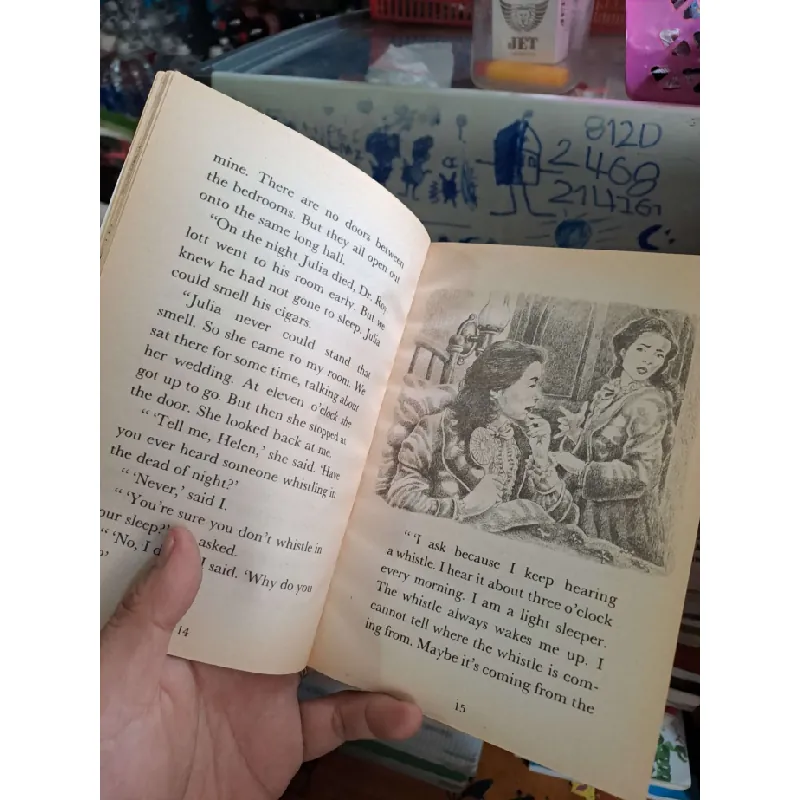 JET
812D
2 468
214161
mine. There are no doors between
the bedrooms. But they all open out
onto the same long hall.
"On the night Julia died, Dr. Roy-
lott went to his room early. But we
knew he had not gone to sleep. Julia
could smell his cigars.
"Julia never could stand that
smell. So she came to my room. We
sat there for some time, talking about
her wedding. At eleven o'clock she
got up to go. But then she stopped at
the door. She looked back at me.
" 'Tell me, Helen,' she said. 'Have
you ever heard someone whistling in
the dead of night?'
" 'Never,' said I.
" 'You're sure you don't whistle in
our sleep?' asked.
" 'No, I d I said. 'Why do you
14
" 'I ask because I keep hearing
a whistle. I hear it about three o'clock
every morning. I am a light sleeper.
The whistle always wakes me up. I
cannot tell where the whistle is com-
ing from. Maybe it's coming from the
15